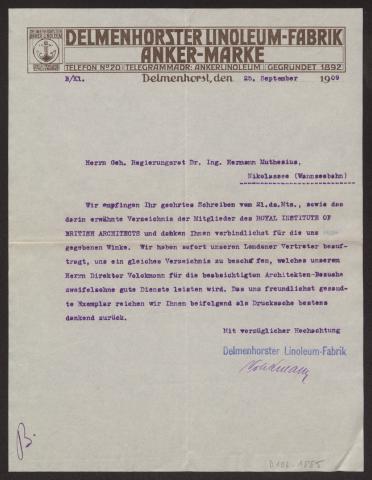 DELMENHORSTER LINOLEUM-FABRIK
ANKER-MARKE
TELEFON Nº 20 | TELEGRAMMADR: ANKERLINOLEUM | GEGRÜNDET 1892
B/Kl. Delmenhorst, den 25. September 1909
Herrn Geh. Regierungsrat Dr. Ing. Hermann Muthesius,
Nikolassee (Wannseebahn)
Wir empfingen Ihr geehrtes Schreiben vom 21.ds.Mts., sowie das
darin erwähnte Verzeichnis der Mitglieder des ROYAL INSTITUTE OF
BRITISH ARCHITECTS und danken Ihnen verbindlichst für die uns
gegebenen Winke. Wir haben sofort unseren Londoner Vertreter beauf-
tragt, uns ein gleiches Verzeichnis zu beschaffen, welches unserem
Herrn Direktor Volckmann für die beabsichtigten Architekten-Besuche
zweifelsohne gute Dienste leisten wird. Das uns freundlichst gesand-
te Exemplar reichen wir Ihnen beifolgend als Drucksache bestens
dankend zurück.
Mit vorzüglicher Hochachtung
Delmenhorster Linoleum-Fabrik
Volckmann
B.